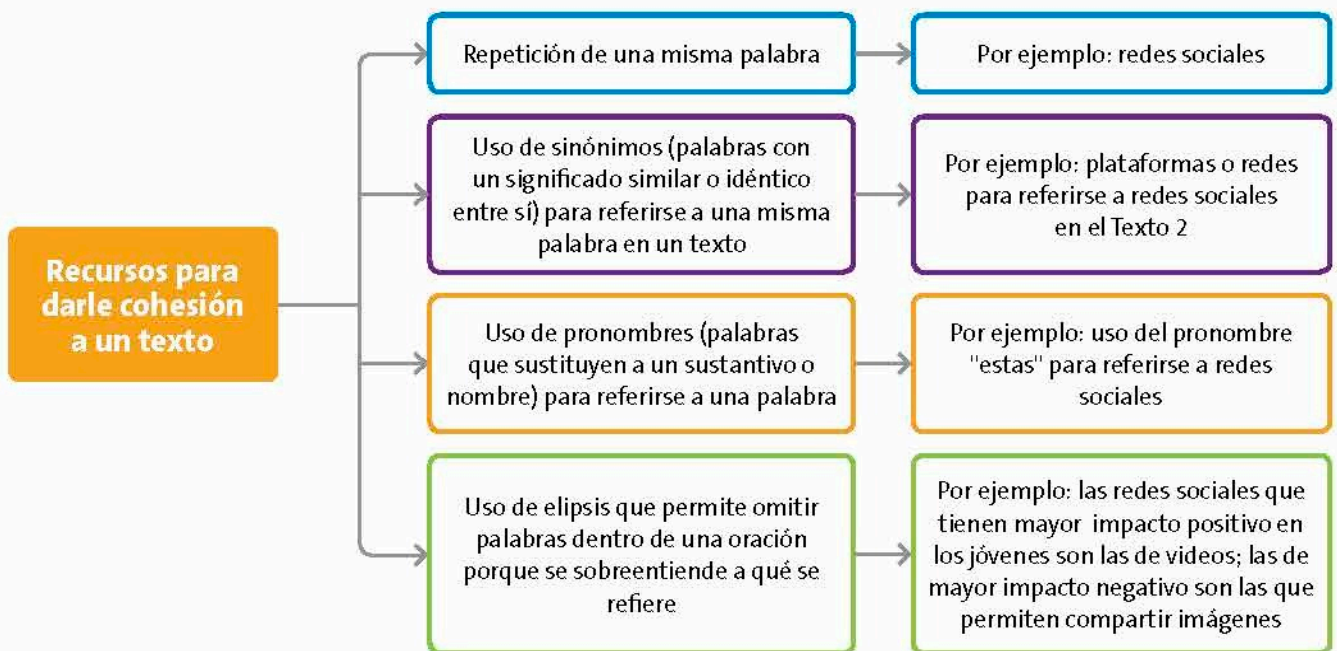 Recursos para
darle cohesión
a un texto
Repetición de una misma palabra
Por ejemplo: redes sociales
Uso de sinónimos (palabras con
un significado similar o idéntico
entre sí) para referirse a una misma
palabra en un texto
Por ejemplo: plataformas o redes
para referirse a redes sociales
en el Texto 2
Uso de pronombres (palabras
que sustituyen a un sustantivo o
nombre) para referirse a una palabra
Por ejemplo: uso del pronombre
"estas" para referirse a redes
sociales
Uso de elipsis que permite omitir
palabras dentro de una oración
porque se sobreentiende a qué se
refiere
Por ejemplo: las redes sociales que
tienen mayor impacto positivo en
los jóvenes son las de videos; las de
mayor impacto negativo son las que
permiten compartir imágenes